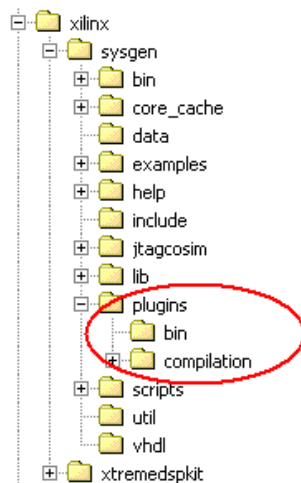 xilinx
sysgen
bin
core_cache
data
examples
help
include
jtagcosim
lib
plugins
bin
compilation
scripts
util
vhdl
xtremedspkit